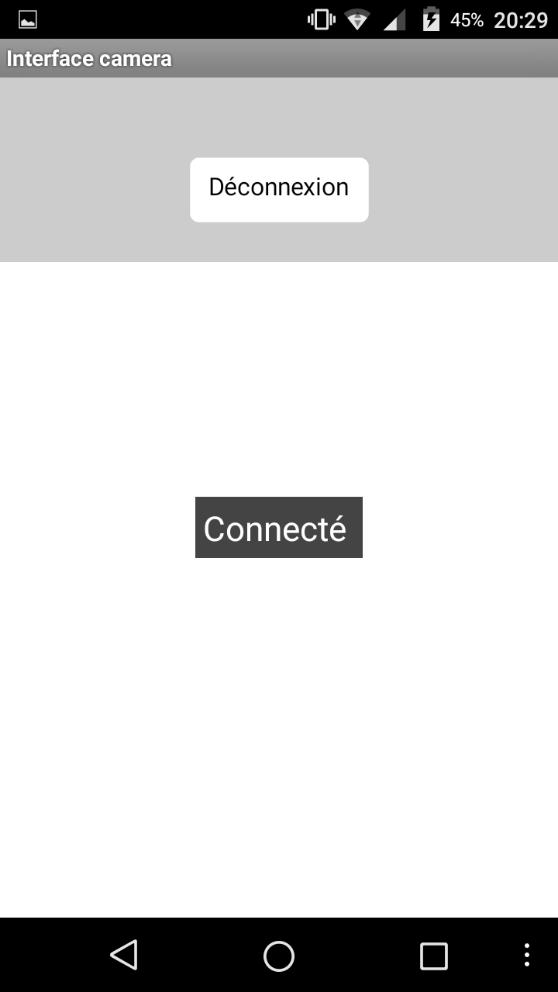 45% 20:29
Interface camera
Déconnexion
Connecté